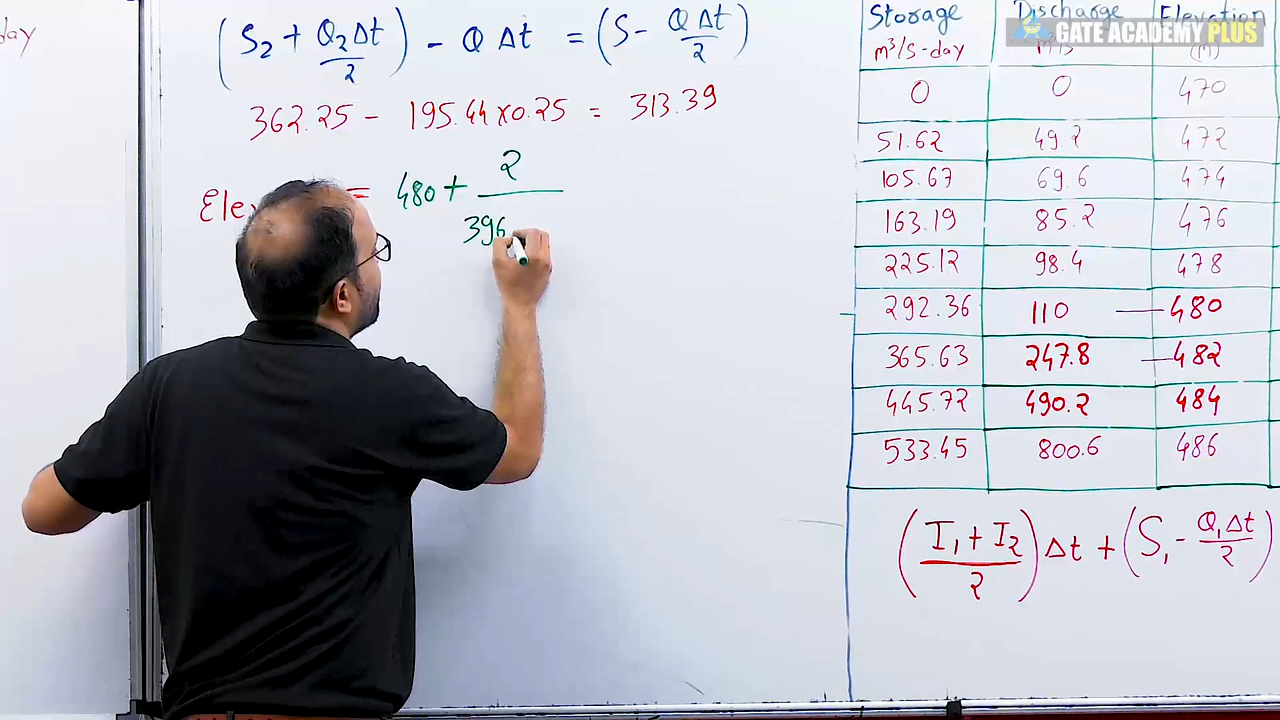 day
(S₂ + Q₂Δt/2) - Q Δt = (S - QΔt/2)
362.25 - 195.44 × 0.25 = 313.39
Ele = 480 + 2/396
Storage Discharge Elevation
m³/s-day m³/s (M)
0 0 470
51.62 49.2 472
105.67 69.6 474
163.19 85.2 476
225.12 98.4 478
292.36 110 480
365.63 247.8 482
445.72 490.2 484
533.45 800.6 486
((I₁ + I₂)/2) Δt + (S₁ - Q₁Δt/2)
GATE ACADEMY PLUS